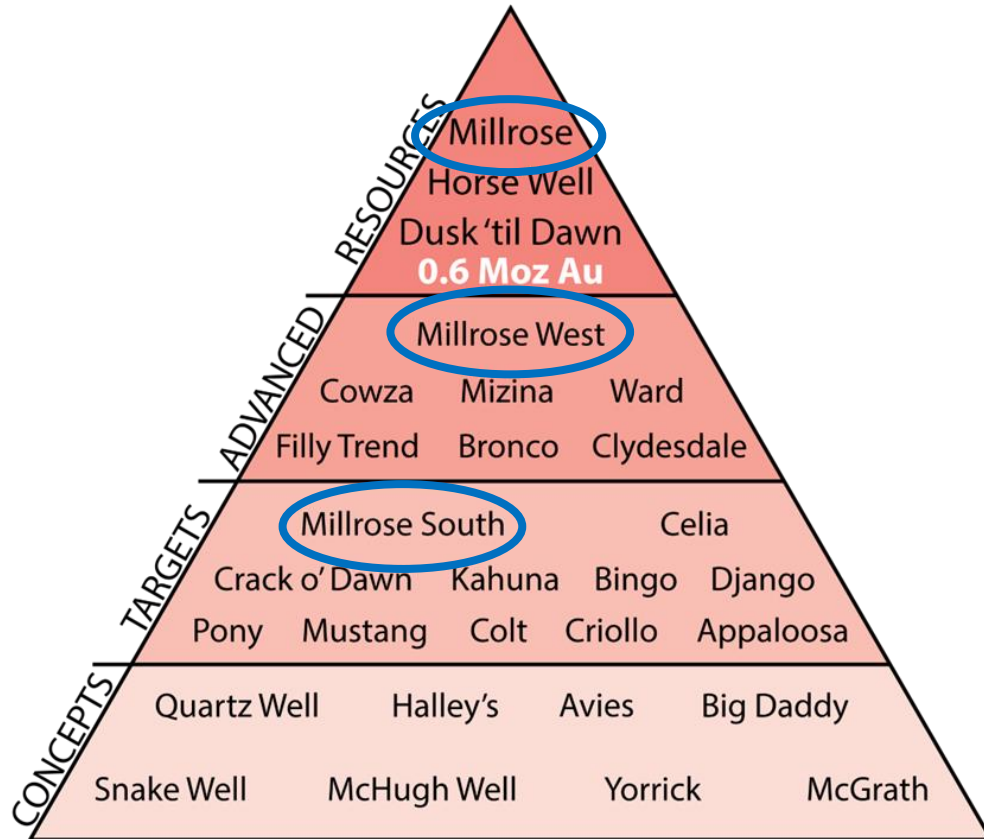 RESOURCES
Millrose
Horse Well
Dusk ‘til Dawn
0.6 Moz Au
ADVANCED
Millrose West
Cowza Mizina Ward
Filly Trend Bronco Clydesdale
TARGETS
Millrose South Celia
Crack o’ Dawn Kahuna Bingo Django
Pony Mustang Colt Criollo Appaloosa
CONCEPTS
Quartz Well Halley’s Avies Big Daddy
Snake Well McHugh Well Yorrick McGrath